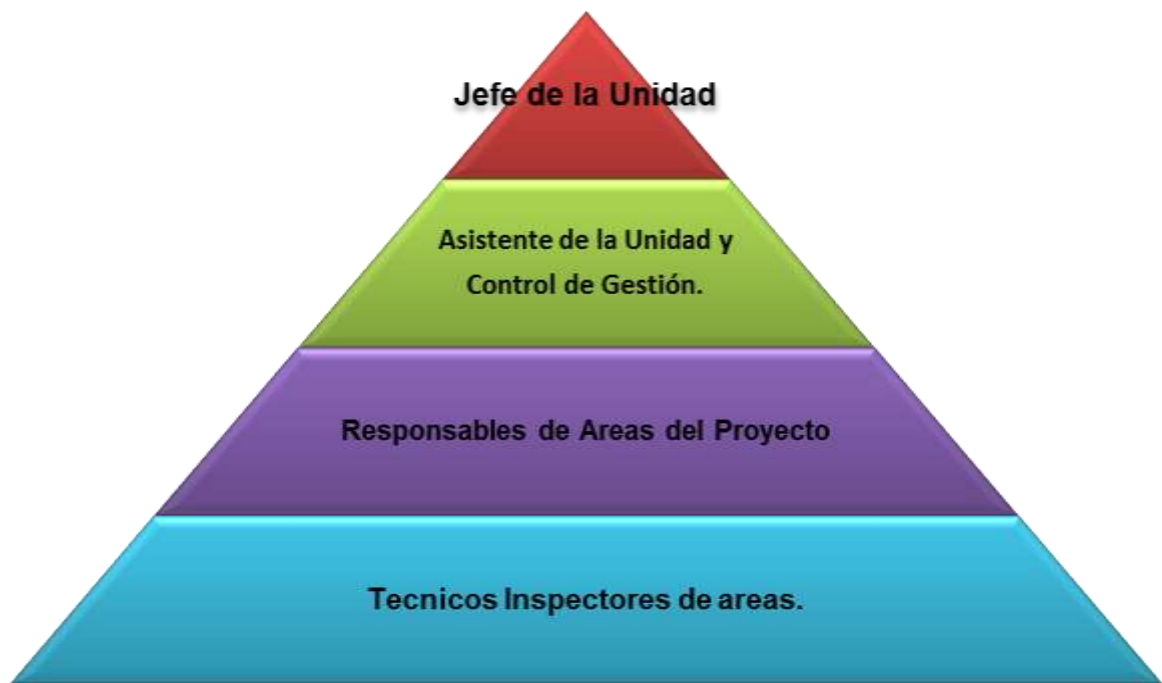 Jefe de la Unidad
Asistente de la Unidad y
Control de Gestión.
Responsables de Areas del Proyecto
Tecnicos Inspectores de areas.